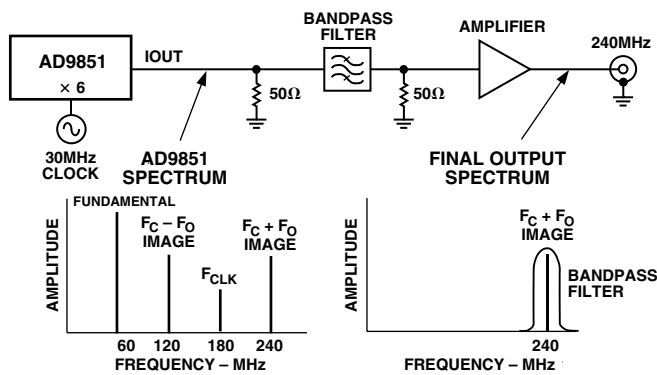 BANDPASS
FILTER
AMPLIFIER
240MHz
AD9851
× 6
IOUT
50Ω
50Ω
30MHz
CLOCK
AD9851
SPECTRUM
FINAL OUTPUT
SPECTRUM
FUNDAMENTAL
FC – FO
IMAGE
FC + FO
IMAGE
FCLK
AMPLITUDE
60 120 180 240
FREQUENCY – MHz
FC + FO
IMAGE
BANDPASS
FILTER
AMPLITUDE
240
FREQUENCY – MHz